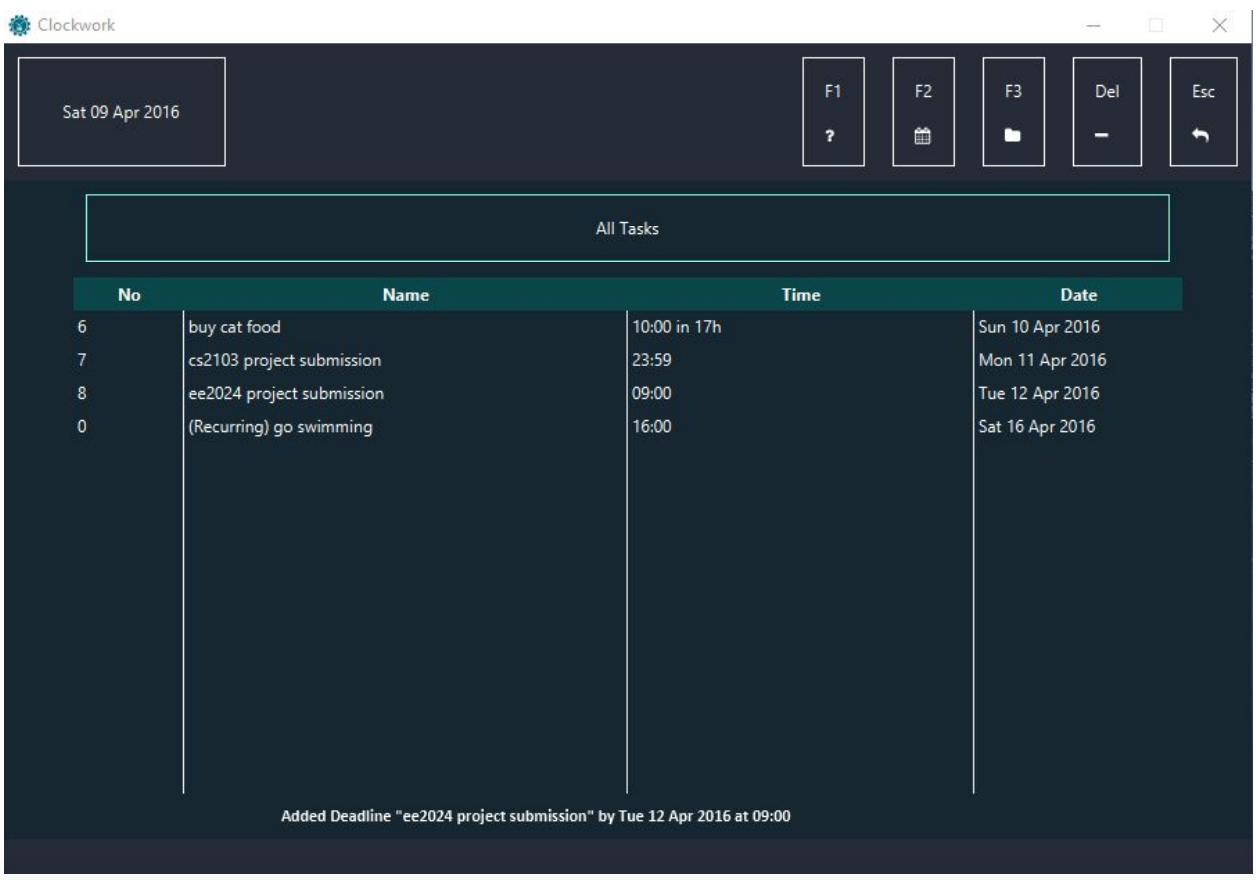 Clockwork
Sat 09 Apr 2016
F1 F2 F3 Del Esc
?
All Tasks
No Name Time Date
6 buy cat food 10:00 in 17h Sun 10 Apr 2016
7 cs2103 project submission 23:59 Mon 11 Apr 2016
8 ee2024 project submission 09:00 Tue 12 Apr 2016
0 (Recurring) go swimming 16:00 Sat 16 Apr 2016
Added Deadline "ee2024 project submission" by Tue 12 Apr 2016 at 09:00